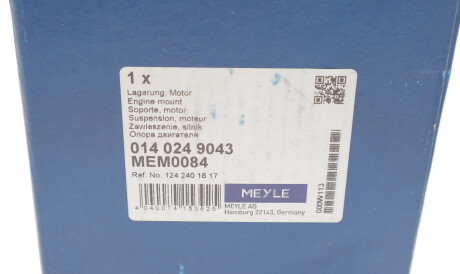 1 x
Lagerung, Motor
Engine mount
Soporte, motor
Suspension, moteur
Zawieszenie, silnik
Опора двигателя
014 024 9043
MEM0084
Ref. No. 124 240 18 17
MEYLE
MEYLE AG
Hamburg 22143, Germany